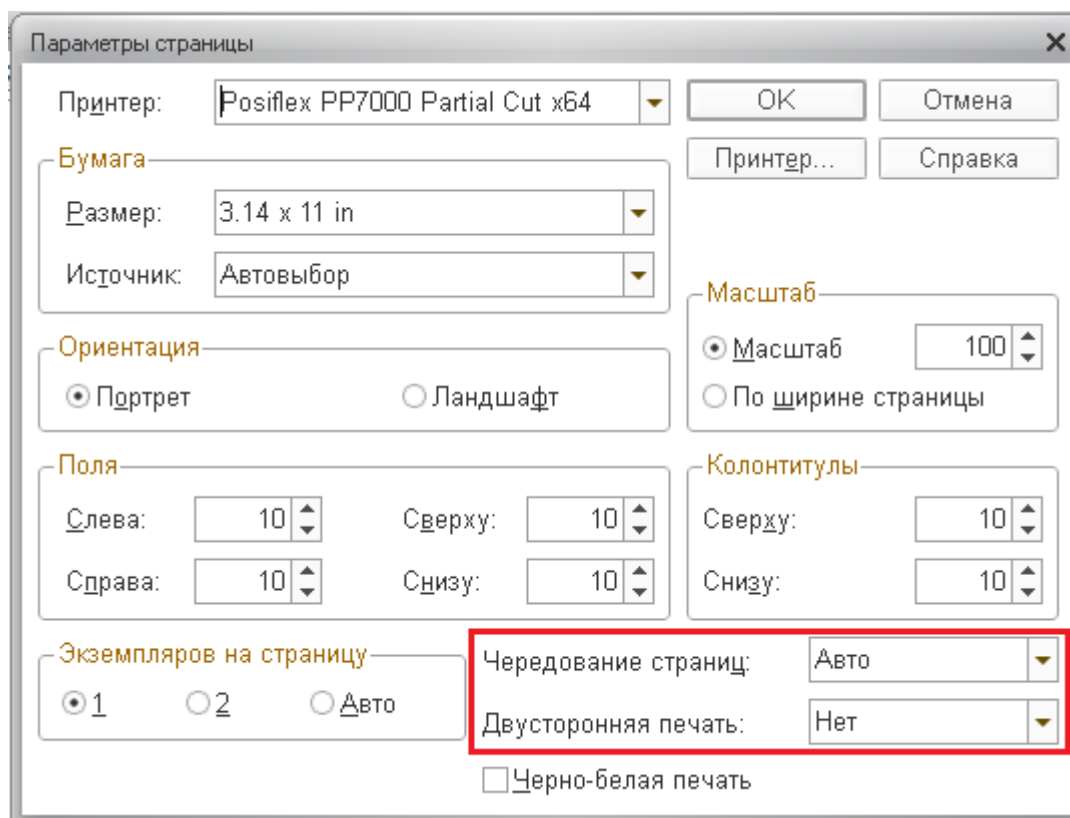 Параметры страницы
Принтер: Posiflex PP7000 Partial Cut x64
OK Отмена
Принтер... Справка
Бумага
Размер: 3.14 x 11 in
Источник: Автовыбор
Масштаб
Масштаб 100
По ширине страницы
Ориентация
Портрет Ландшафт
Поля
Слева: 10 Сверху: 10
Справа: 10 Снизу: 10
Колонтитулы
Сверху: 10
Снизу: 10
Экземпляров на страницу
1 2 Авто
Чередование страниц: Авто
Двусторонняя печать: Нет
Черно-белая печать